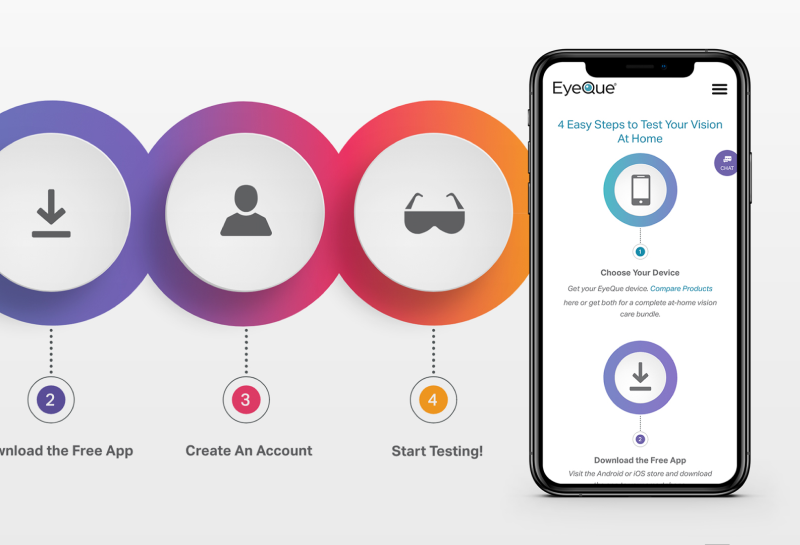 2
3
4
wnload the Free App
Create An Account
Start Testing!
EyeQue®
4 Easy Steps to Test Your Vision
At Home
CHAT
1
Choose Your Device
Get your EyeQue device. Compare Products
here or get both for a complete at-home vision
care bundle.
2
Download the Free App
Visit the Android or iOS store and download